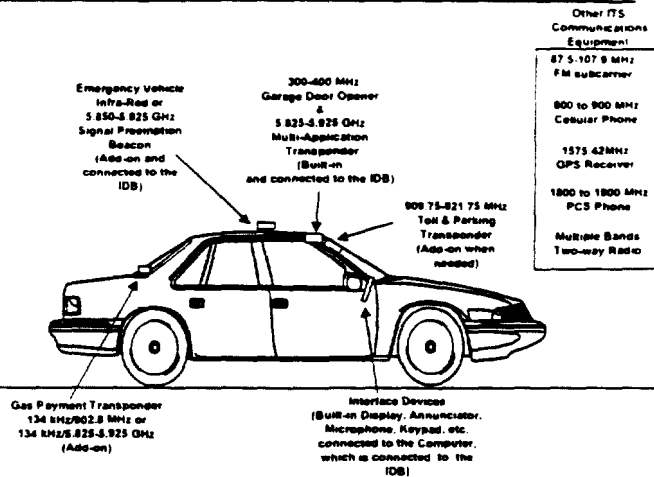 Other ITS
Communications
Equipment
87.5-107.9 MHz
FM subcarrier
800 to 900 MHz
Cellular Phone
1575.42MHz
GPS Receiver
1800 to 1900 MHz
PCS Phone
Multiple Bands
Two-way Radio
Emergency Vehicle
Infra-Red or
5.850-5.925 GHz
Signal Preemption
Beacon
(Add-on and
connected to the
IDB)
300-400 MHz
Garage Door Opener
&
5.825-5.925 GHz
Multi-Application
Transponder
(Built-in
and connected to the IDB)
909.75-921.75 MHz
Toll & Parking
Transponder
(Add-on when
needed)
Gas Payment Transponder
134 kHz/902.8 MHz or
134 kHz/5.825-5.925 GHz
(Add-on)
Interface Devices
(Built-in Display, Annunciator,
Microphone, Keypad, etc.
connected to the Computer,
which is connected to the
IDB)